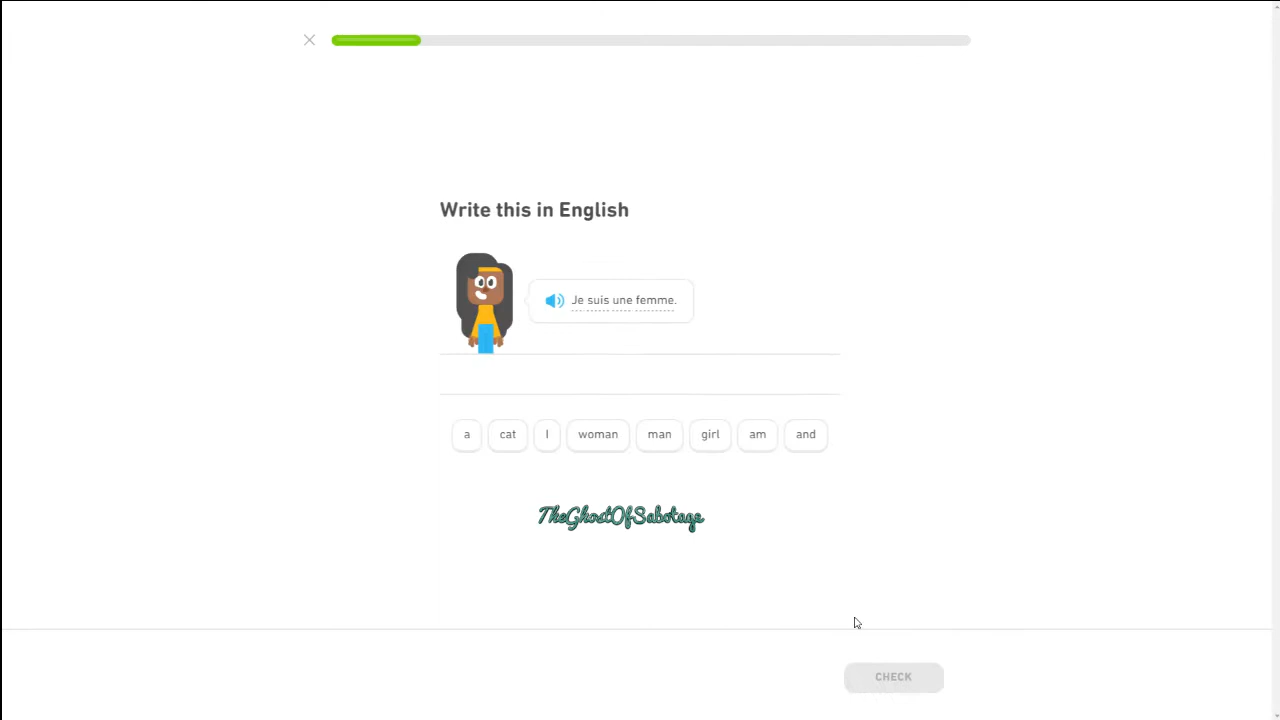 Write this in English
Je suis une femme.
a cat I woman man girl am and
TheGhostOfSabotage
CHECK